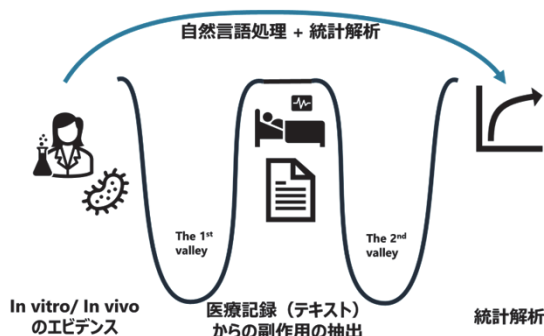 自然言語処理 + 統計解析
The 1st
valley
The 2nd
valley
In vitro/ In vivo
のエビデンス
医療記録（テキスト）
からの副作用の抽出
統計解析